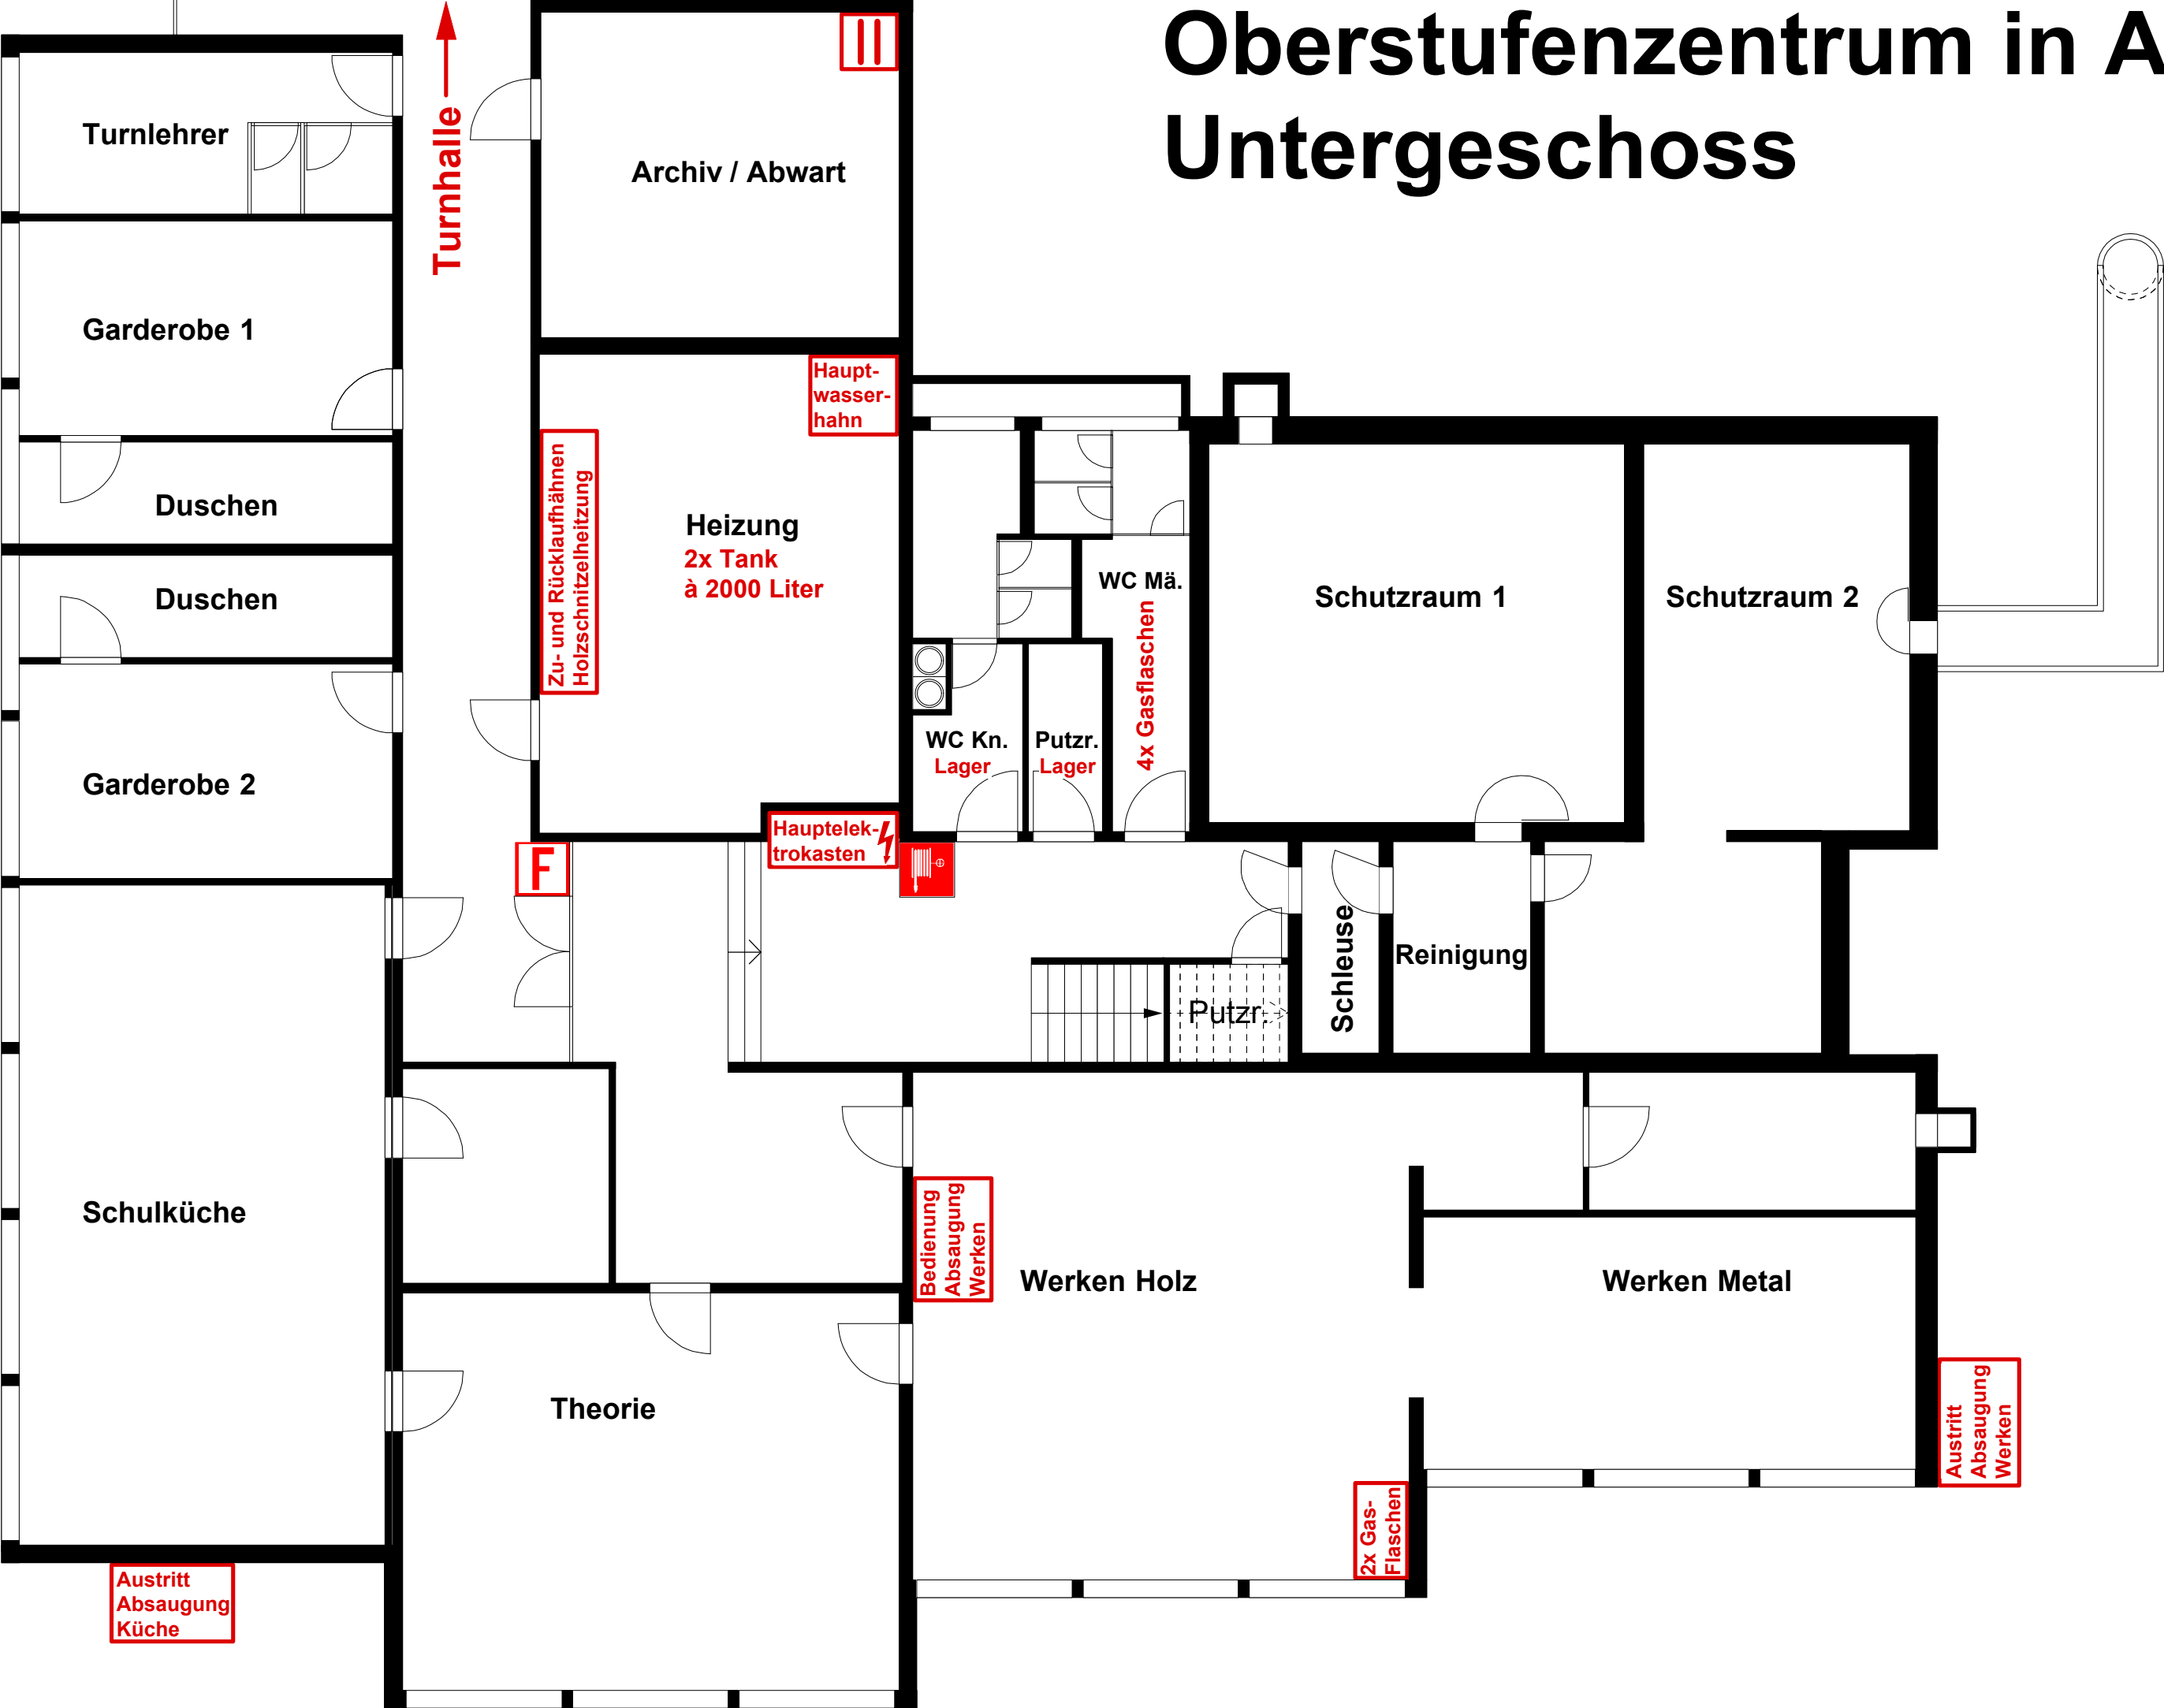 Oberstufenzentrum in A
Untergeschoss
Turnhalle
Turnlehrer
Archiv / Abwart
Garderobe 1
Haupt-
wasser-
hahn
Zu- und Rücklaufhähnen
Holzschnitzelheitzung
Duschen
Heizung
2x Tank
à 2000 Liter
Duschen
WC Mä.
4x Gasflaschen
Schutzraum 1
Schutzraum 2
WC Kn.
Lager
Putzr.
Lager
Garderobe 2
Hauptelek-
trokasten
F
Schleuse
Reinigung
Putzr.
Schulküche
Bedienung
Absaugung
Werken
Werken Holz
Werken Metal
Theorie
Austritt
Absaugung
Werken
2x Gas-
Flaschen
Austritt
Absaugung
Küche